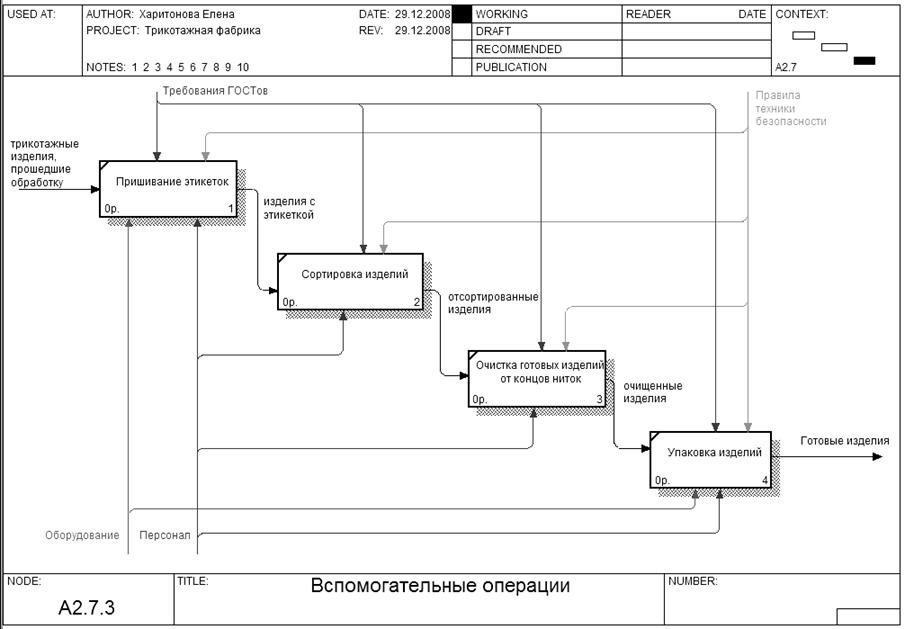 USED AT:
AUTHOR: Харитонова Елена
DATE: 29.12.2008
PROJECT: Трикотажная фабрика
REV: 29.12.2008
NOTES: 1 2 3 4 5 6 7 8 9 10
WORKING
DRAFT
RECOMMENDED
PUBLICATION
READER
DATE
CONTEXT:
A2.7
Требования ГОСТов
Правила
техники
безопасности
трикотажные
изделия,
прошедшие
обработку
Пришивание этикеток
0р.
1
изделия с
этикеткой
Сортировка изделий
0р.
2
отсортированные
изделия
Очистка готовых изделий
от концов ниток
0р.
3
очищенные
изделия
Упаковка изделий
0р.
4
Готовые изделия
Оборудование
Персонал
NODE:
A2.7.3
TITLE:
Вспомогательные операции
NUMBER: